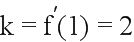 k = f′(1) = 2